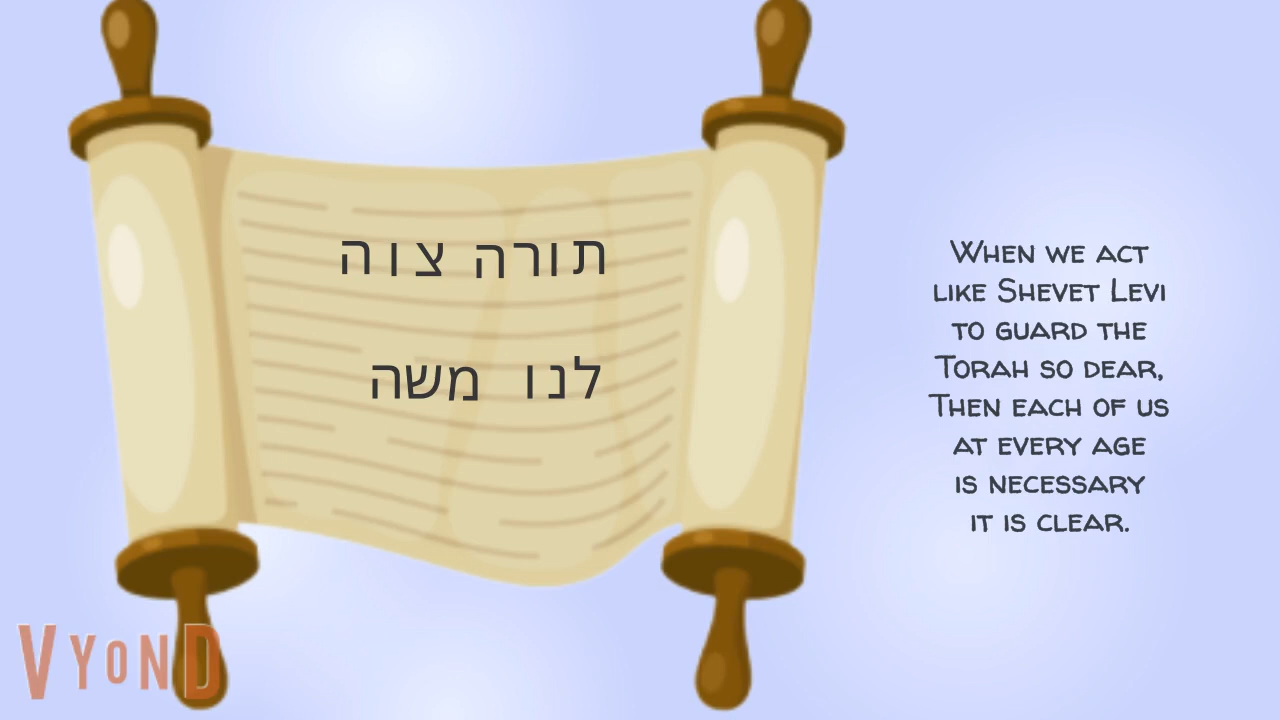 תורה צוה
לנו משה
When we act
like Shevet Levi
to guard the
Torah so dear,
Then each of us
at every age
is necessary
it is clear.
Vyond